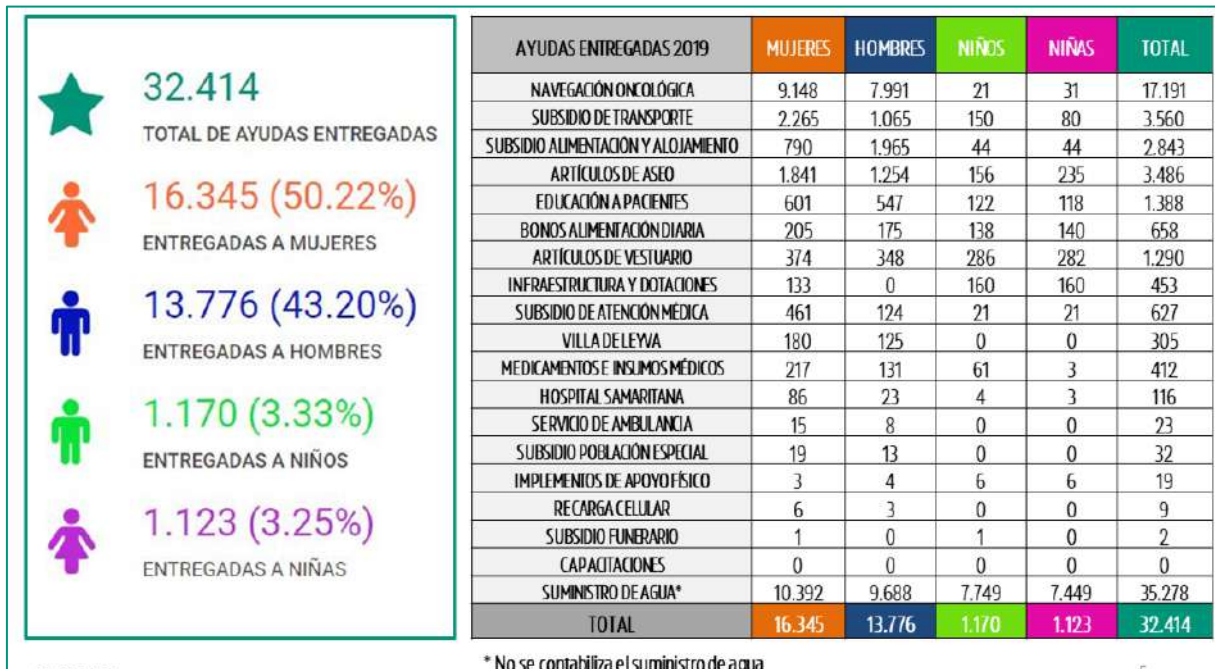 32.414
TOTAL DE AYUDAS ENTREGADAS
16.345 (50.22%)
ENTREGADAS A MUJERES
13.776 (43.20%)
ENTREGADAS A HOMBRES
1.170 (3.33%)
ENTREGADAS A NIÑOS
1.123 (3.25%)
ENTREGADAS A NIÑAS
AYUDAS ENTREGADAS 2019 MUJERES HOMBRES NIÑOS NIÑAS TOTAL
NAVEGACIÓN ONCOLÓGICA 9.148 7.991 21 31 17.191
SUBSIDIO DE TRANSPORTE 2.265 1.065 150 80 3.560
SUBSIDIO ALIMENTACIÓN Y ALOJAMIENTO 790 1.965 44 44 2.843
ARTÍCULOS DE ASEO 1.841 1.254 156 235 3.486
EDUCACIÓN A PACIENTES 601 547 122 118 1.388
BONOS ALIMENTACIÓN DIARIA 205 175 138 140 658
ARTÍCULOS DE VESTUARIO 374 348 286 282 1.290
INFRAESTRUCTURA Y DOTACIONES 133 0 160 160 453
SUBSIDIO DE ATENCIÓN MÉDICA 461 124 21 21 627
VILLA DE LEYVA 180 125 0 0 305
MEDICAMENTOS E INSUMOS MÉDICOS 217 131 61 3 412
HOSPITAL SAMARITANA 86 23 4 3 116
SERVICIO DE AMBULANCIA 15 8 0 0 23
SUBSIDIO POBLACIÓN ESPECIAL 19 13 0 0 32
IMPLEMENTOS DE APOYO FÍSICO 3 4 6 6 19
RECARGA CELULAR 6 3 0 0 9
SUBSIDIO FUNERARIO 1 0 1 0 2
CAPACITACIONES 0 0 0 0 0
SUMINISTRO DE AGUA* 10.392 9.688 7.749 7.449 35.278
TOTAL 16.345 13.776 1.170 1.123 32.414
* No se contabiliza el suministro de agua